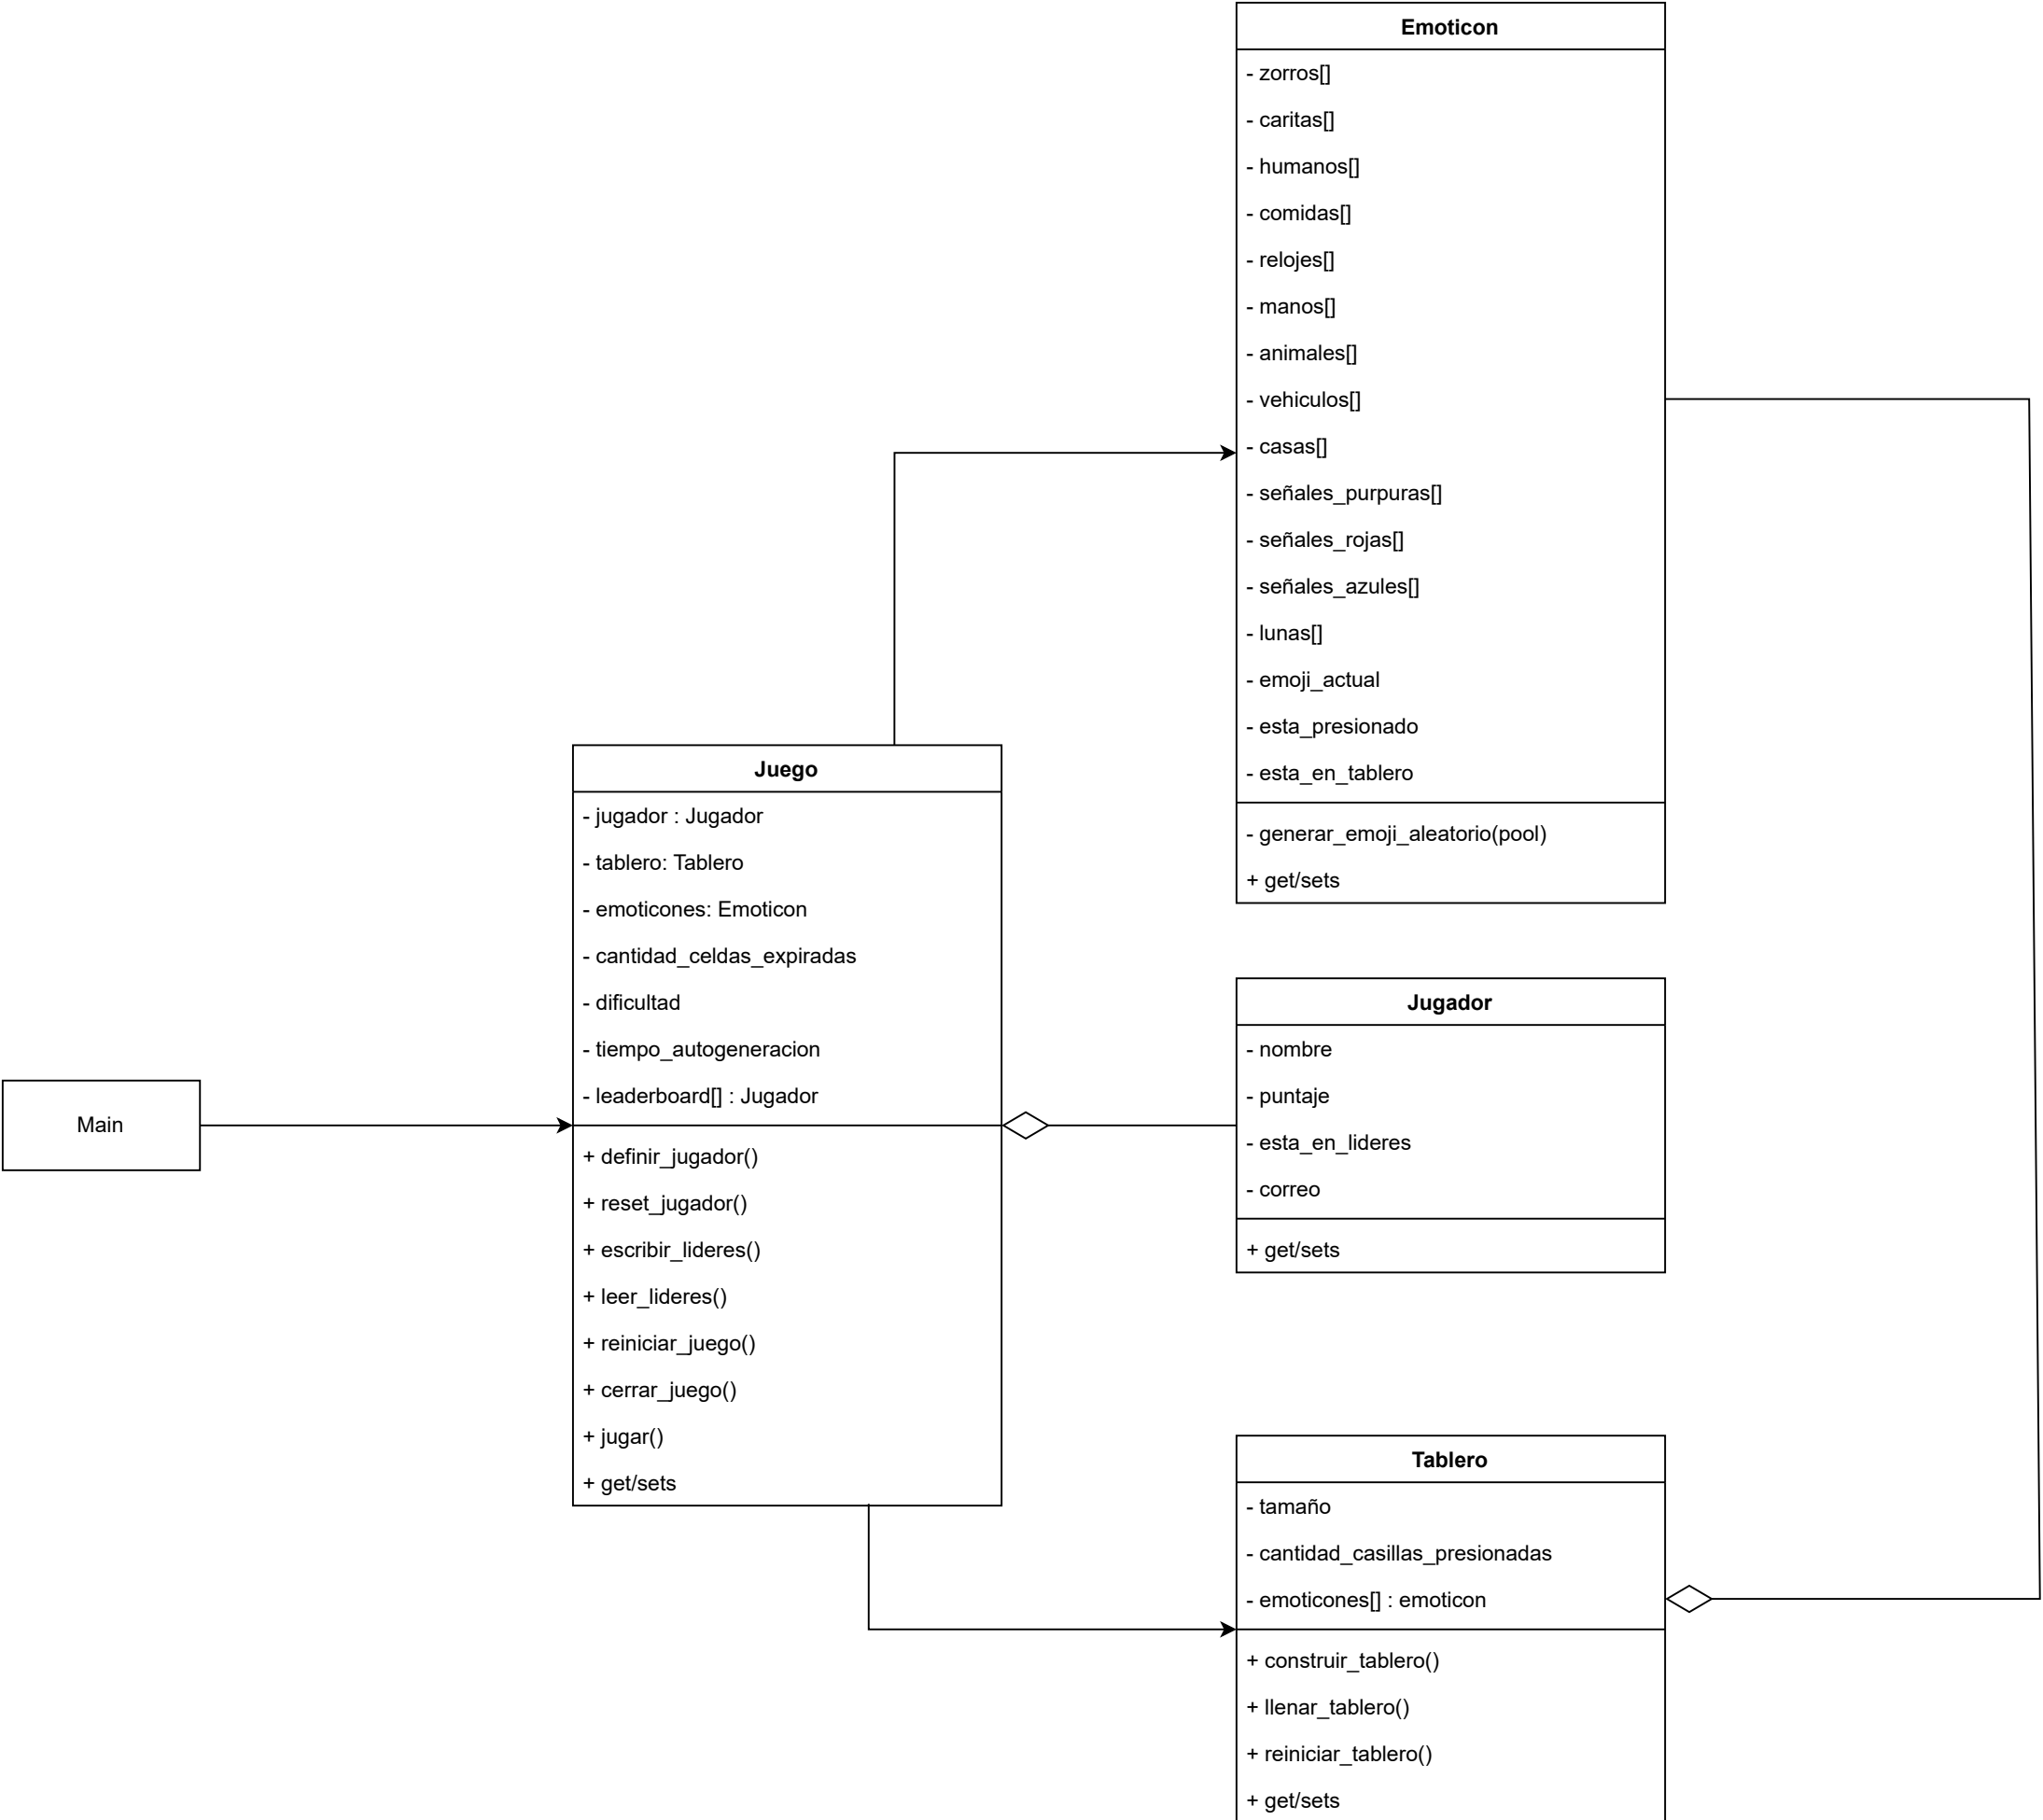 Emoticon
- zorros[]
- caritas[]
- humanos[]
- comidas[]
- relojes[]
- manos[]
- animales[]
- vehiculos[]
- casas[]
- señales_purpuras[]
- señales_rojas[]
- señales_azules[]
- lunas[]
- emoji_actual
- esta_presionado
- esta_en_tablero
- generar_emoji_aleatorio(pool)
+ get/sets
Juego
- jugador : Jugador
- tablero: Tablero
- emoticones: Emoticon
- cantidad_celdas_expiradas
- dificultad
- tiempo_autogeneracion
- leaderboard[] : Jugador
+ definir_jugador()
+ reset_jugador()
+ escribir_lideres()
+ leer_lideres()
+ reiniciar_juego()
+ cerrar_juego()
+ jugar()
+ get/sets
Main
Jugador
- nombre
- puntaje
- esta_en_lideres
- correo
+ get/sets
Tablero
- tamaño
- cantidad_casillas_presionadas
- emoticones[] : emoticon
+ construir_tablero()
+ llenar_tablero()
+ reiniciar_tablero()
+ get/sets